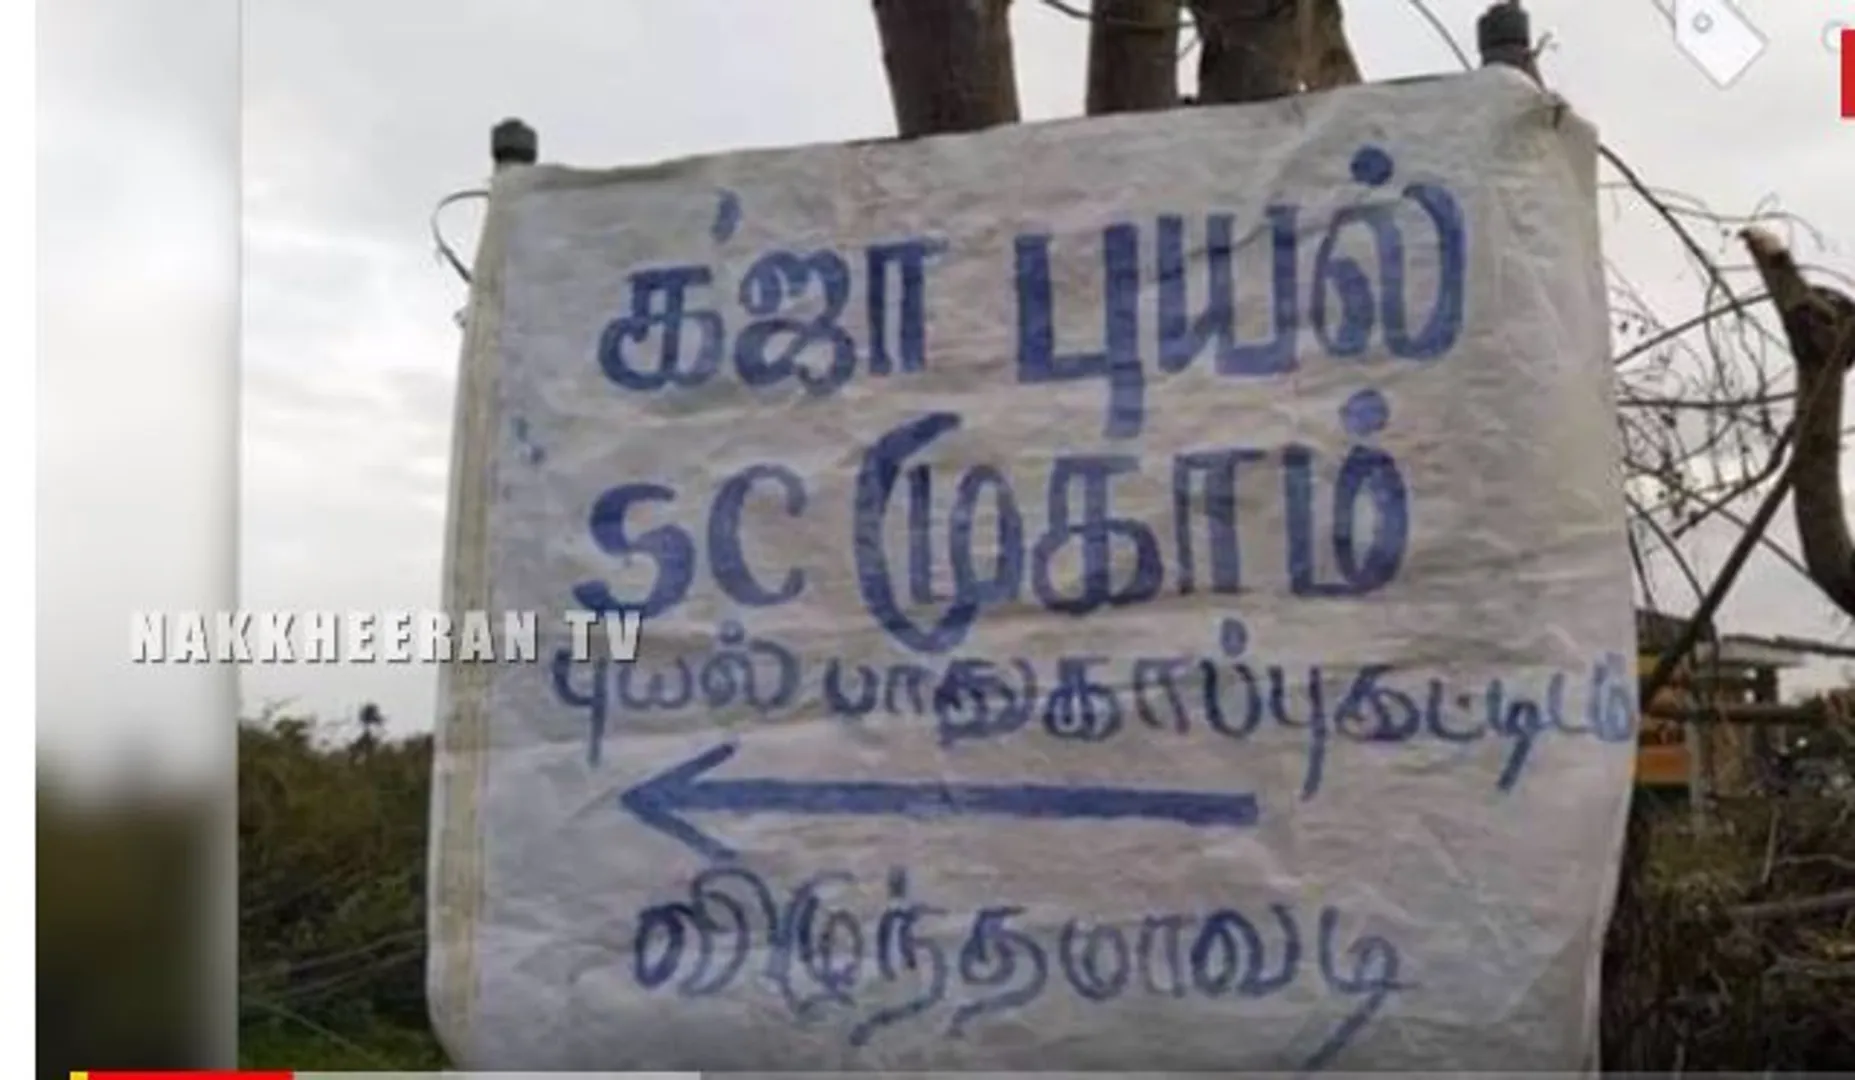 கஜா புயல்
SC முகாம்
NAKKHEERAN TV
புயல் பாதுகாப்பு கட்டிடம்
விழுந்தமாவடி